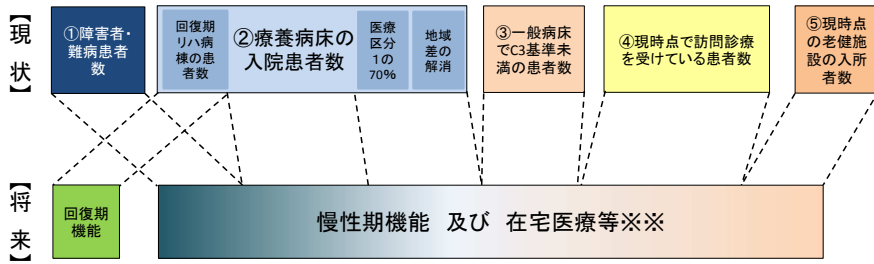 【現状】
①障害者・
難病患者
数
回復期
リハ病
棟の患
者数
②療養病床の
入院患者数
医療
区分
1の
70%
地域
差の
解消
③一般病床
でC3基準未
満の患者数
④現時点で訪問診療
を受けている患者数
⑤現時点
の老健施
設の入所
者数
【将来】
回復期
機能
慢性期機能 及び 在宅医療等※※